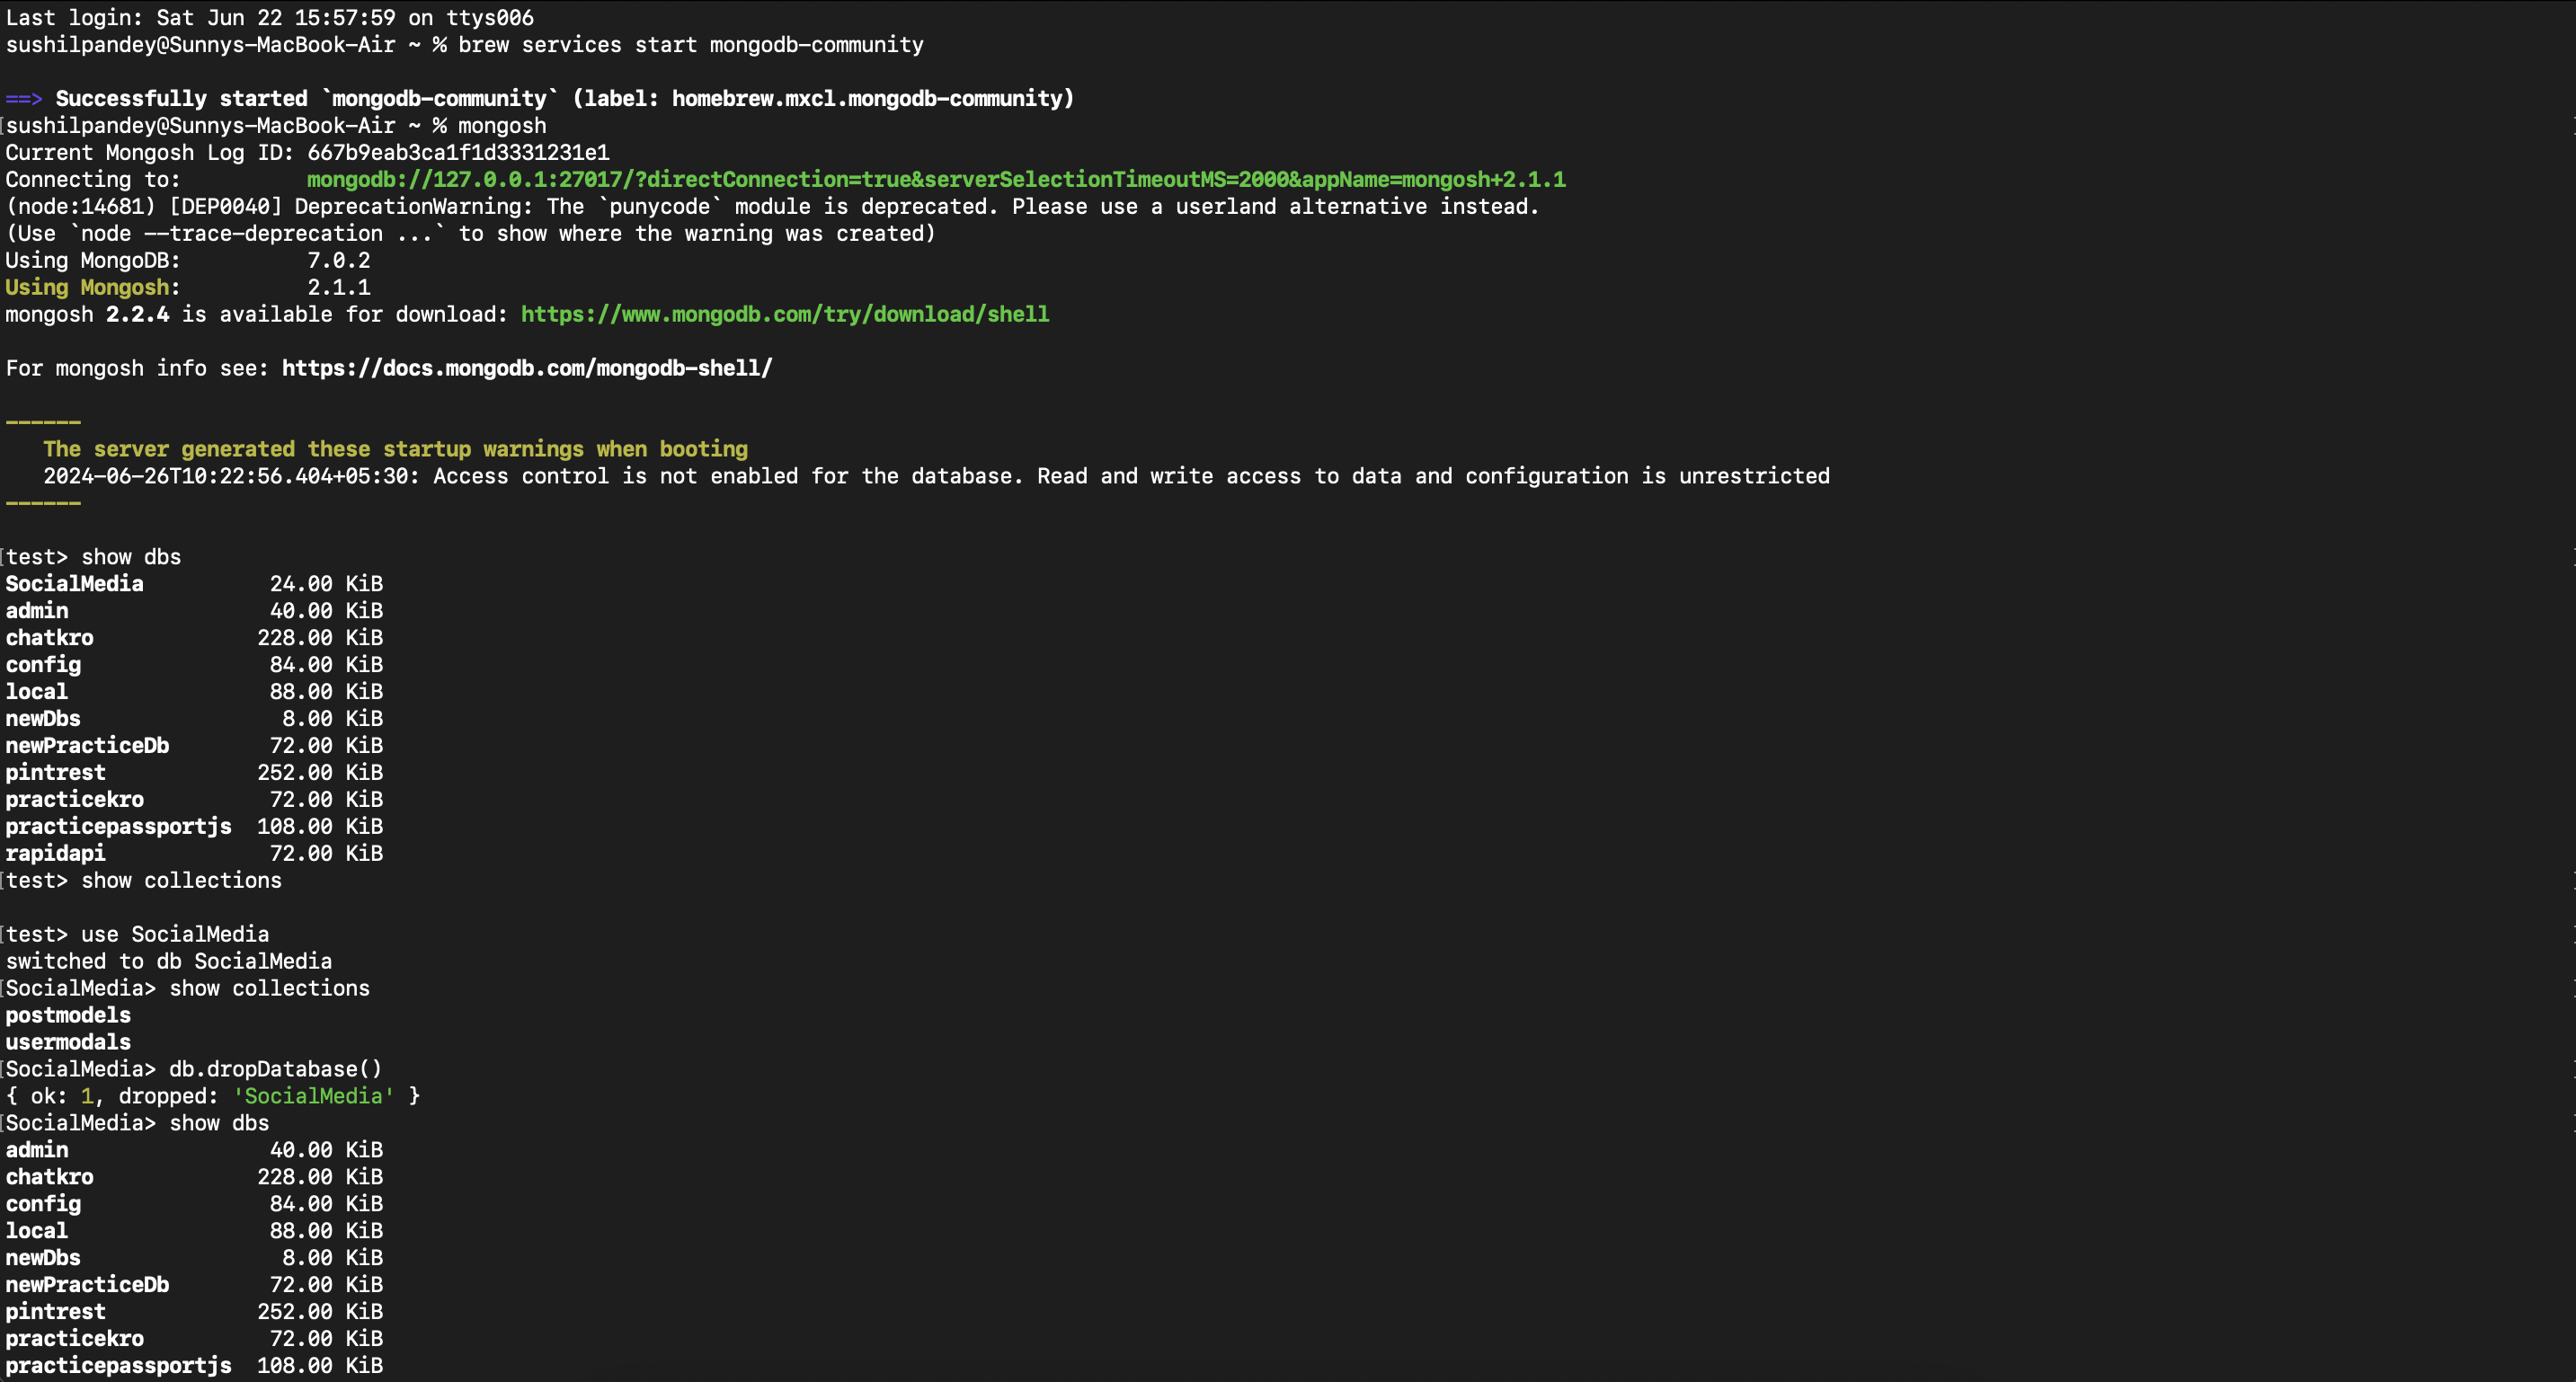 Last login: Sat Jun 22 15:57:59 on ttys006
sushilpandey@Sunnys-MacBook-Air ~ % brew services start mongodb-community
==> Successfully started `mongodb-community` (label: homebrew.mxcl.mongodb-community)
sushilpandey@Sunnys-MacBook-Air ~ % mongosh
Current Mongosh Log ID: 667b9eab3ca1f1d3331231e1
Connecting to:          mongodb://127.0.0.1:27017/?directConnection=true&serverSelectionTimeoutMS=2000&appName=mongosh+2.1.1
(node:14681) [DEP0040] DeprecationWarning: The `punycode` module is deprecated. Please use a userland alternative instead.
(Use `node --trace-deprecation ...` to show where the warning was created)
Using MongoDB:          7.0.2
Using Mongosh:          2.1.1
mongosh 2.2.4 is available for download: https://www.mongodb.com/try/download/shell
For mongosh info see: https://docs.mongodb.com/mongodb-shell/
------
The server generated these startup warnings when booting
2024-06-26T10:22:56.404+05:30: Access control is not enabled for the database. Read and write access to data and configuration is unrestricted
------
test> show dbs
SocialMedia          24.00 KiB
admin                40.00 KiB
chatkro             228.00 KiB
config               84.00 KiB
local                88.00 KiB
newDbs                8.00 KiB
newPracticeDb        72.00 KiB
pintrest            252.00 KiB
practicekro          72.00 KiB
practicepassportjs  108.00 KiB
rapidapi             72.00 KiB
test> show collections
test> use SocialMedia
switched to db SocialMedia
SocialMedia> show collections
postmodels
usermodals
SocialMedia> db.dropDatabase()
{ ok: 1, dropped: 'SocialMedia' }
SocialMedia> show dbs
admin                40.00 KiB
chatkro             228.00 KiB
config               84.00 KiB
local                88.00 KiB
newDbs                8.00 KiB
newPracticeDb        72.00 KiB
pintrest            252.00 KiB
practicekro          72.00 KiB
practicepassportjs  108.00 KiB